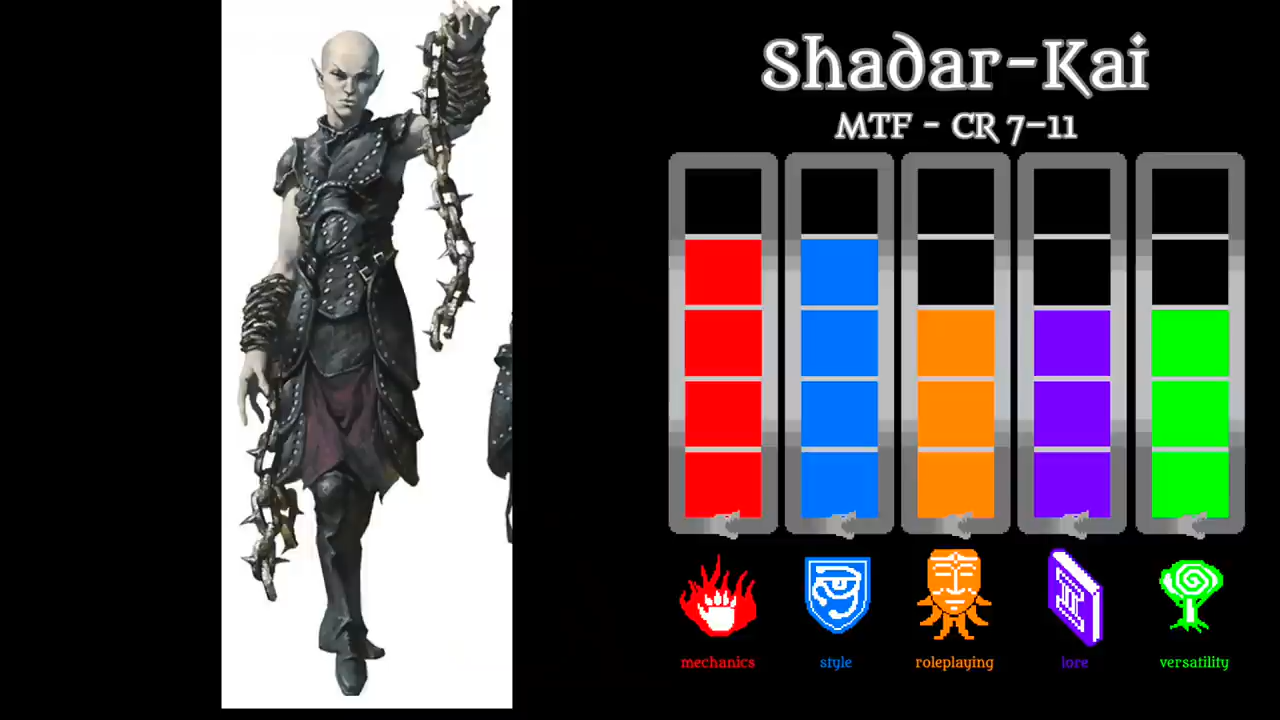 Shadar-Kai
MTF - CR 7-11
mechanics
style
roleplaying
lore
versatility